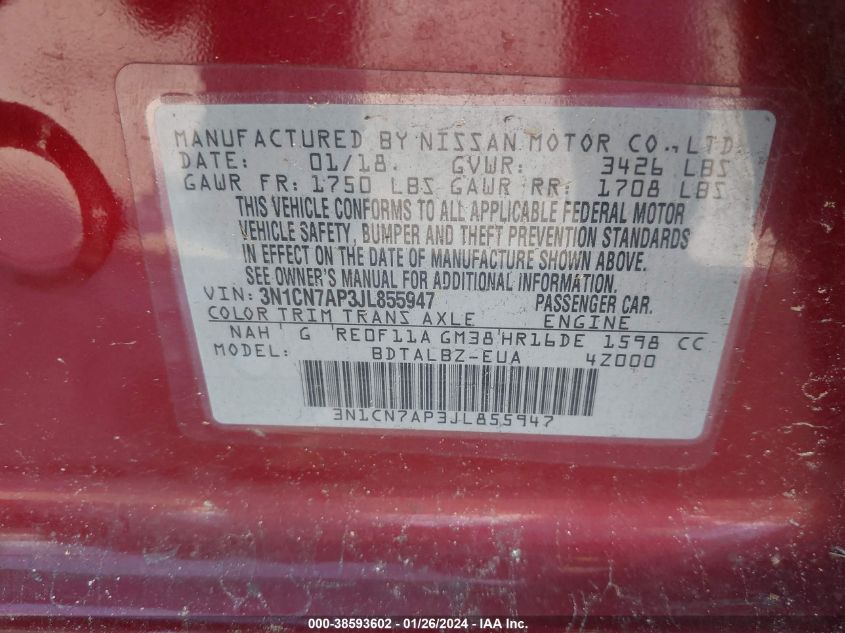 MANUFACTURED BY NISSAN MOTOR CO., LTD.
DATE: 01/18. GVWR: 3426 LBS
GAWR FR: 1750 LBS GAWR RR: 1708 LBS
THIS VEHICLE CONFORMS TO ALL APPLICABLE FEDERAL MOTOR
VEHICLE SAFETY, BUMPER AND THEFT PREVENTION STANDARDS
IN EFFECT ON THE DATE OF MANUFACTURE SHOWN ABOVE.
SEE OWNER'S MANUAL FOR ADDITIONAL INFORMATION.
VIN: 3N1CN7AP3JL855947 PASSENGER CAR.
COLOR TRIM TRANS AXLE ENGINE
NAH G RE0F11A GM38 HR16DE 1598 CC
MODEL: BDTALBZ-EUA 4Z000
3N1CN7AP3JL855947
000-38593602 - 01/26/2024 - IAA Inc.